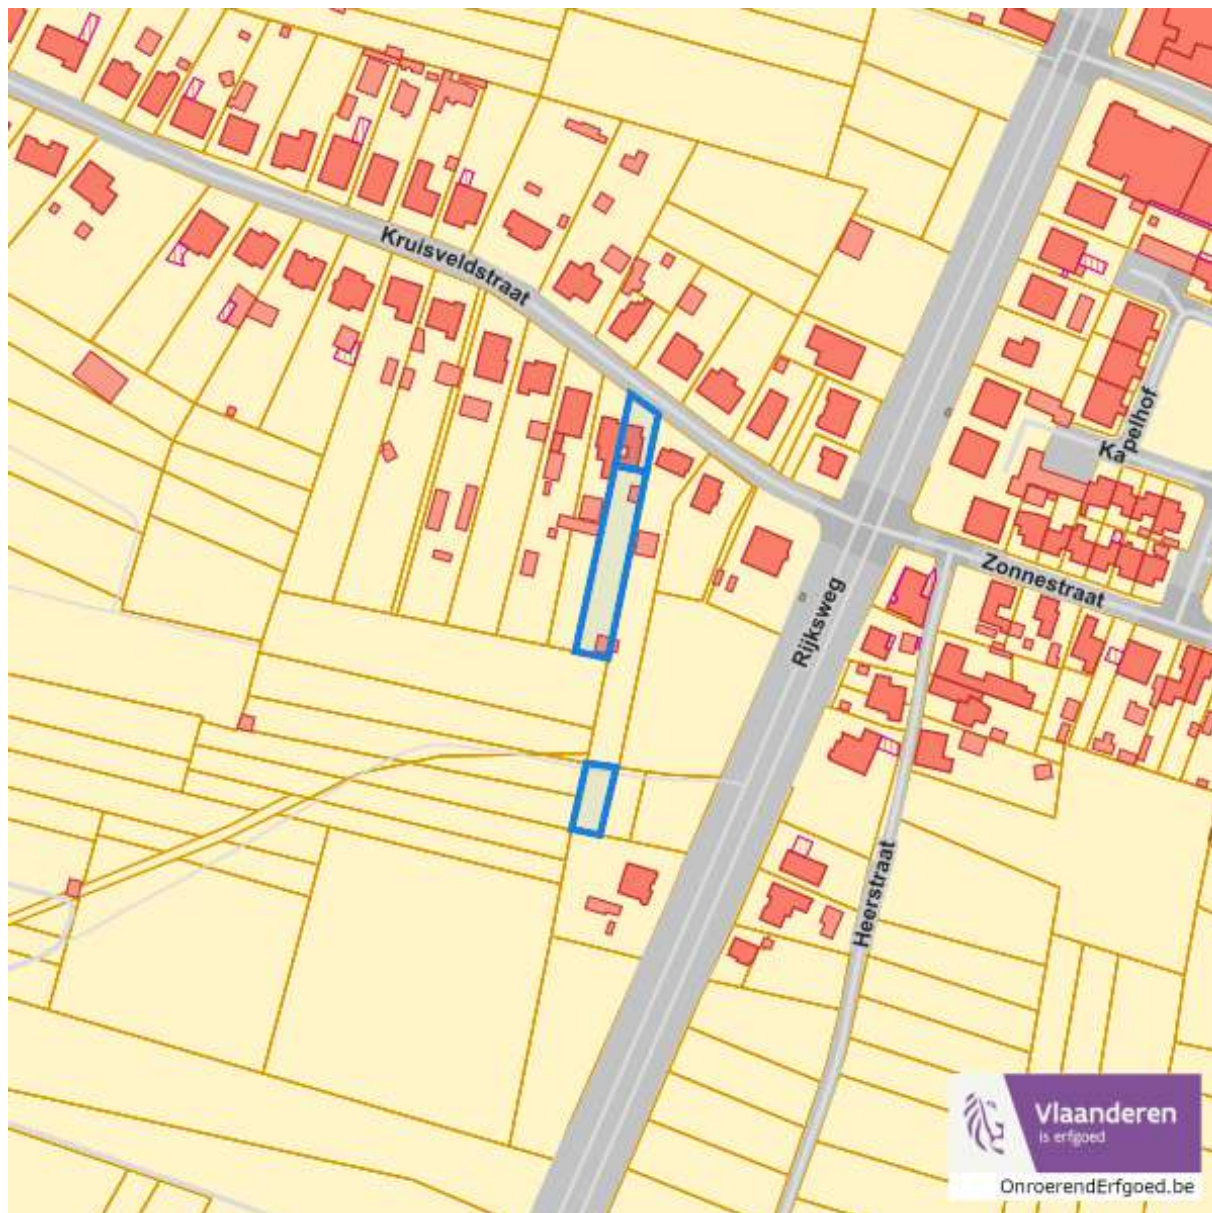 Kruisveldstraat
Kapelhof
Zonnestraat
Rijksweg
Heerstraat
Vlaanderen
is erfgoed
OnroerendErfgoed.be